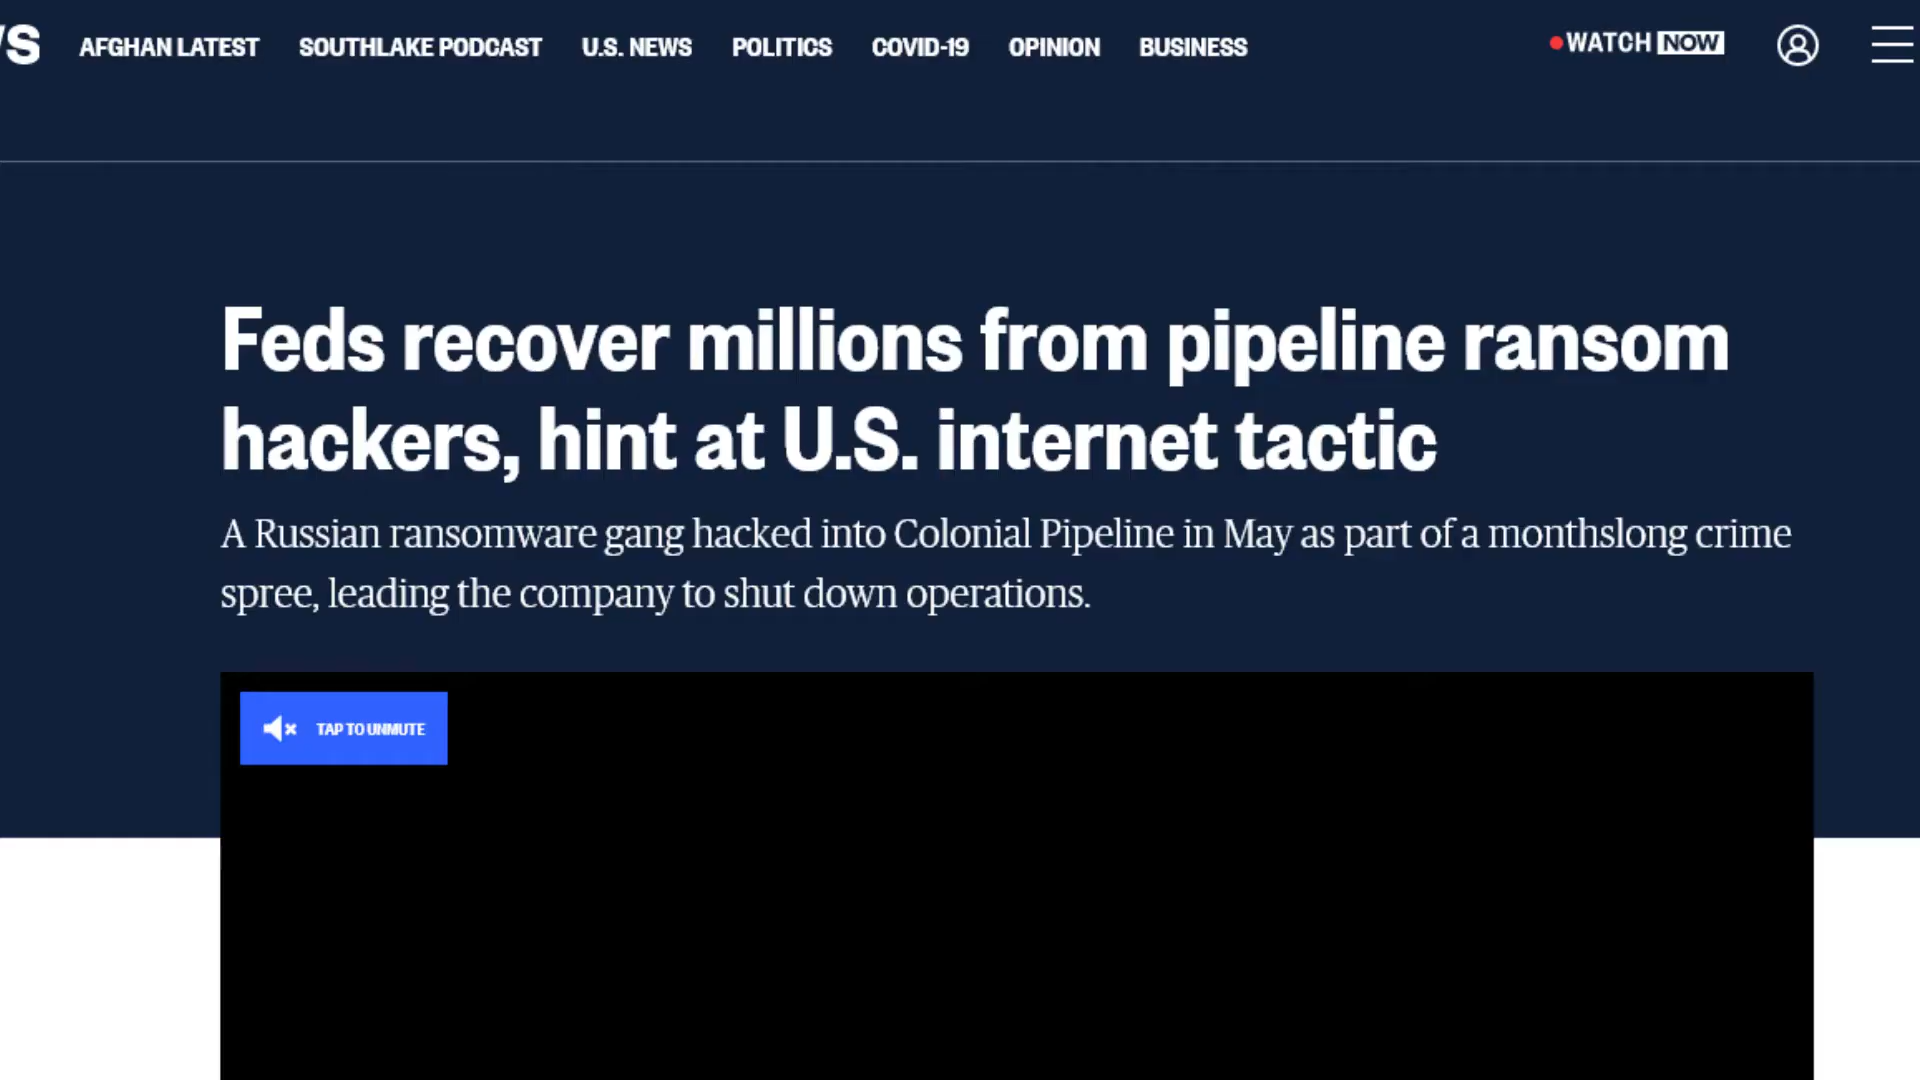 WS AFGHAN LATEST SOUTHLAKE PODCAST U.S. NEWS POLITICS COVID-19 OPINION BUSINESS WATCH NOW
Feds recover millions from pipeline ransom
hackers, hint at U.S. internet tactic
A Russian ransomware gang hacked into Colonial Pipeline in May as part of a monthslong crime
spree, leading the company to shut down operations.
TAP TO UNMUTE